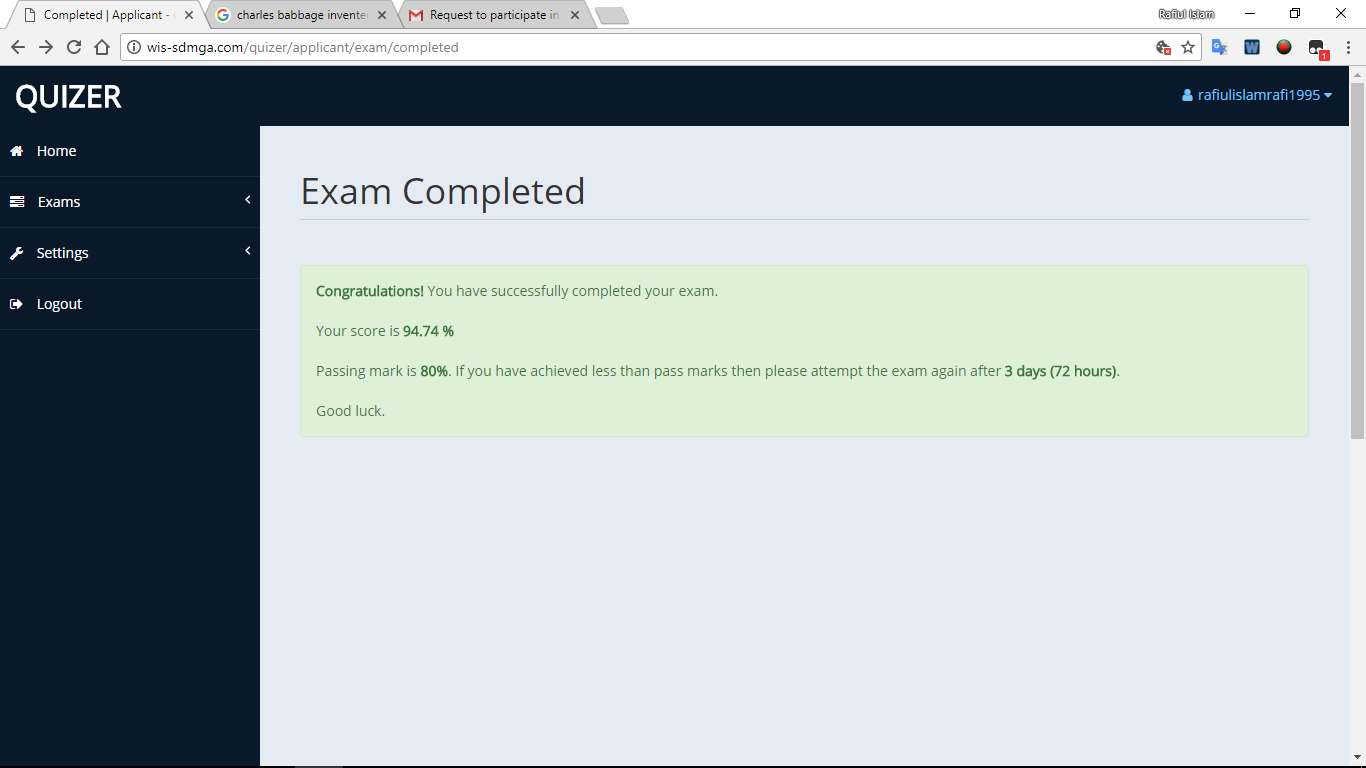 Completed | Applicant -
charles babbage invente
Request to participate in
Rafiul Islam
wis-sdmga.com/quizer/applicant/exam/completed
1
QUIZER
rafiulislamrafi1995
Home
Exams
Settings
Logout
Exam Completed
Congratulations! You have successfully completed your exam.
Your score is 94.74 %
Passing mark is 80%. If you have achieved less than pass marks then please attempt the exam again after 3 days (72 hours).
Good luck.